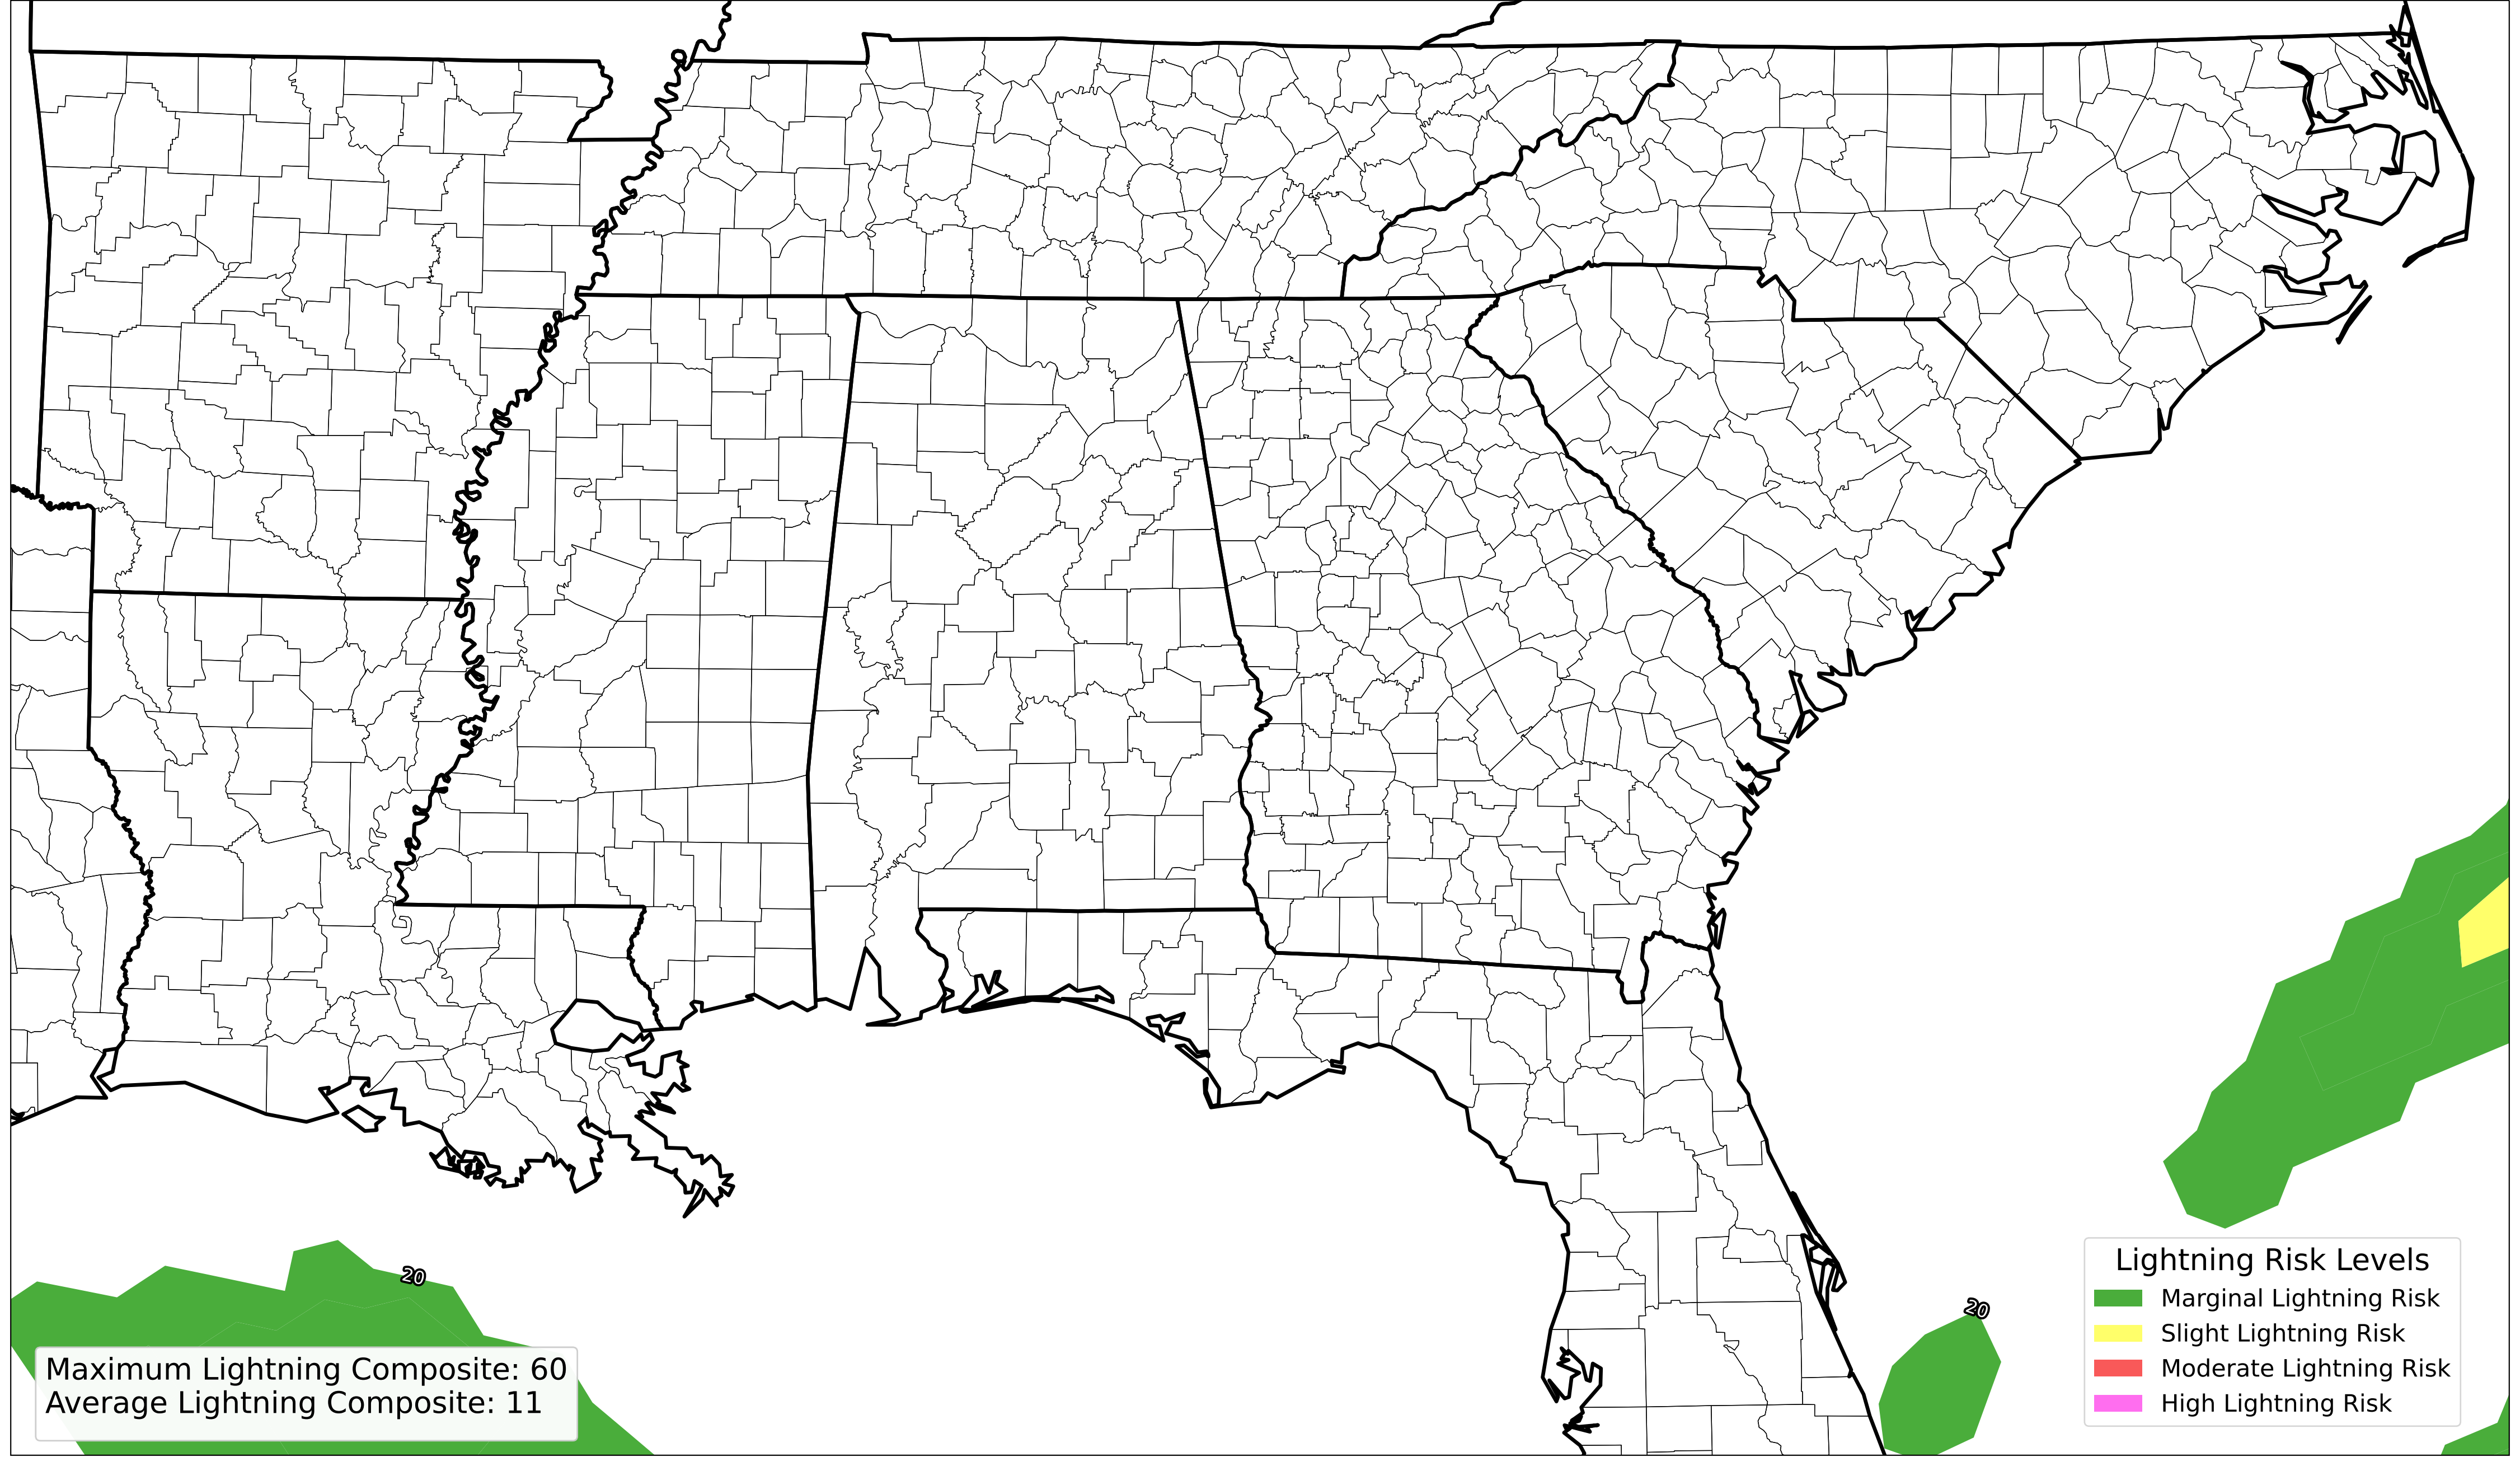 20
20
Lightning Risk Levels
Marginal Lightning Risk
Slight Lightning Risk
Moderate Lightning Risk
High Lightning Risk
Maximum Lightning Composite: 60
Average Lightning Composite: 11